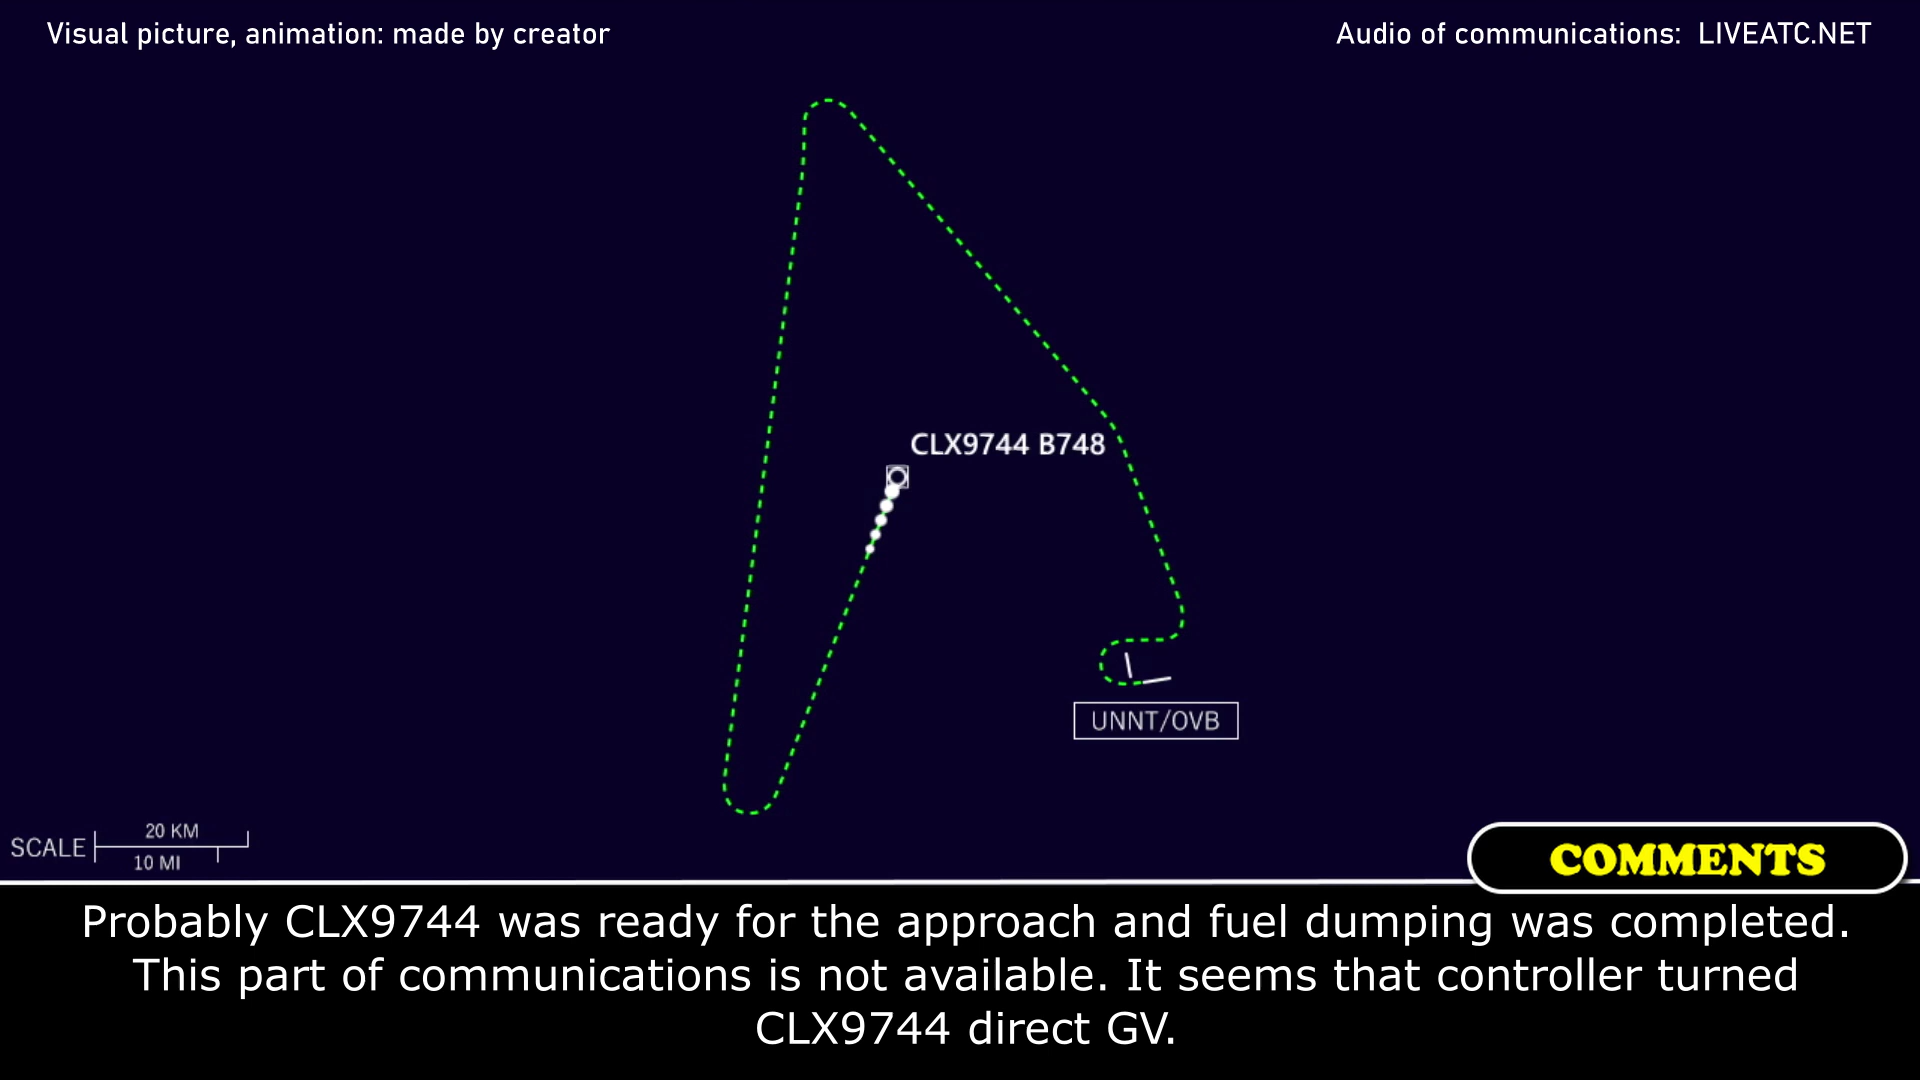 Visual picture, animation: made by creator
Audio of communications: LIVEATC.NET
CLX9744 B748
UNNT/OVB
SCALE
20 KM
10 MI
COMMENTS
Probably CLX9744 was ready for the approach and fuel dumping was completed.
This part of communications is not available. It seems that controller turned
CLX9744 direct GV.